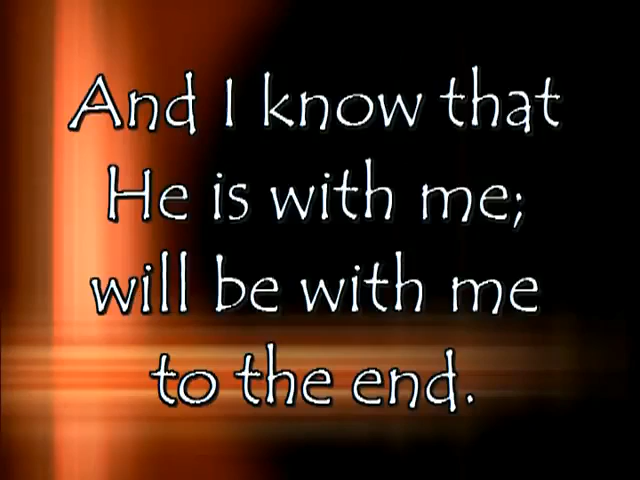 And I know that
He is with me;
will be with me
to the end.